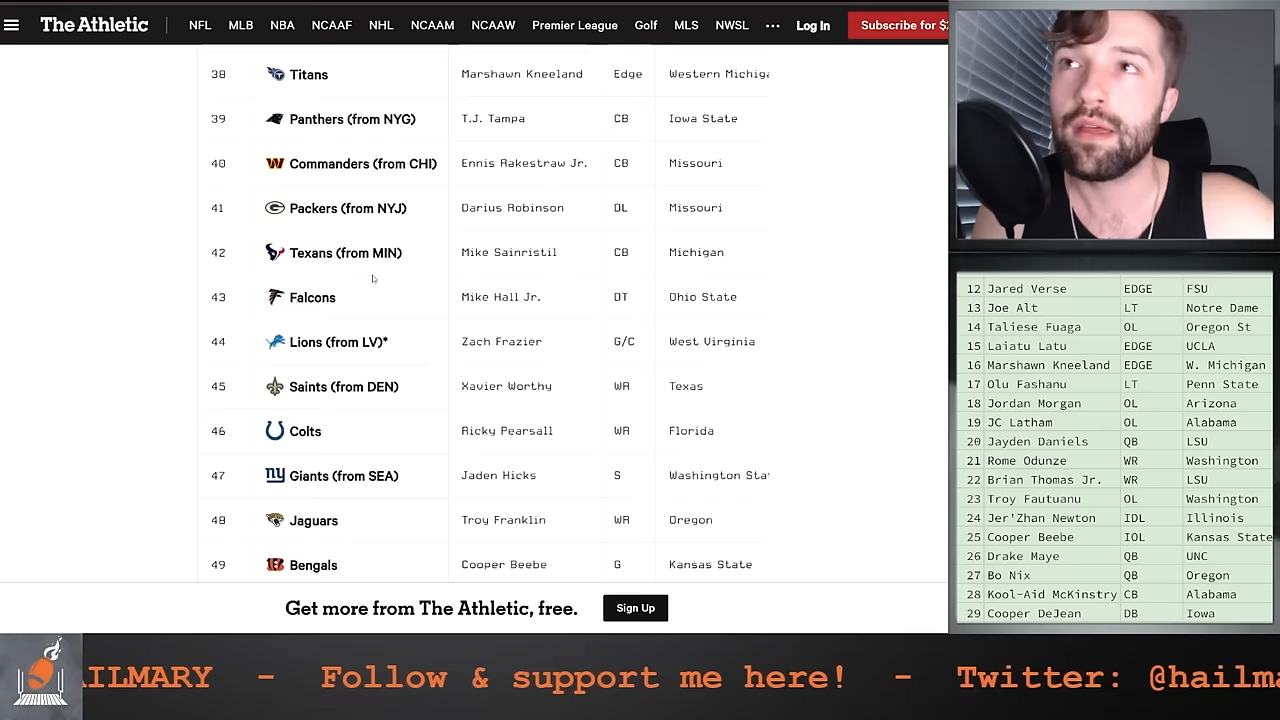 The Athletic NFL MLB NBA NCAAF NHL NCAAM NCAAW Premier League Golf MLS NWSL ••• Log In Subscribe for $2
38 Titans Marshawn Kneeland Edge Western Michiga
39 Panthers (from NYG) T.J. Tampa CB Iowa State
40 Commanders (from CHI) Ennis Rakestraw Jr. CB Missouri
41 Packers (from NYJ) Darius Robinson DL Missouri
42 Texans (from MIN) Mike Sainristil CB Michigan
43 Falcons Mike Hall Jr. DT Ohio State
44 Lions (from LV)* Zach Frazier G/C West Virginia
45 Saints (from DEN) Xavier Worthy WR Texas
46 Colts Ricky Pearsall WR Florida
47 Giants (from SEA) Jaden Hicks S Washington Stat
48 Jaguars Troy Franklin WR Oregon
49 Bengals Cooper Beebe G Kansas State
Get more from The Athletic, free. Sign Up
12 Jared Verse EDGE FSU
13 Joe Alt LT Notre Dame
14 Taliese Fuaga OL Oregon St
15 Laiatu Latu EDGE UCLA
16 Marshawn Kneeland EDGE W. Michigan
17 Olu Fashanu LT Penn State
18 Jordan Morgan OL Arizona
19 JC Latham OL Alabama
20 Jayden Daniels QB LSU
21 Rome Odunze WR Washington
22 Brian Thomas Jr. WR LSU
23 Troy Fautuanu OL Washington
24 Jer'Zhan Newton IDL Illinois
25 Cooper Beebe IOL Kansas State
26 Drake Maye QB UNC
27 Bo Nix QB Oregon
28 Kool-Aid McKinstry CB Alabama
29 Cooper DeJean DB Iowa
AILMARY - Follow & support me here! - Twitter: @hailma